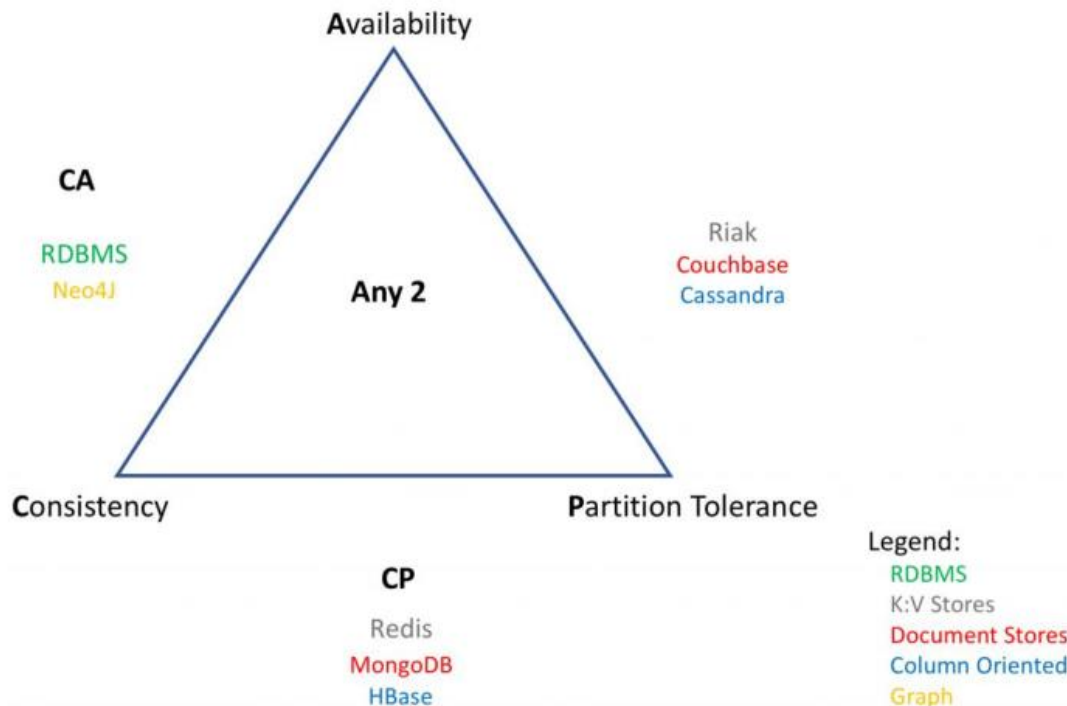 Availability
CA
RDBMS
Neo4J
Any 2
Riak
Couchbase
Cassandra
Consistency
Partition Tolerance
CP
Redis
MongoDB
HBase
Legend:
RDBMS
K:V Stores
Document Stores
Column Oriented
Graph